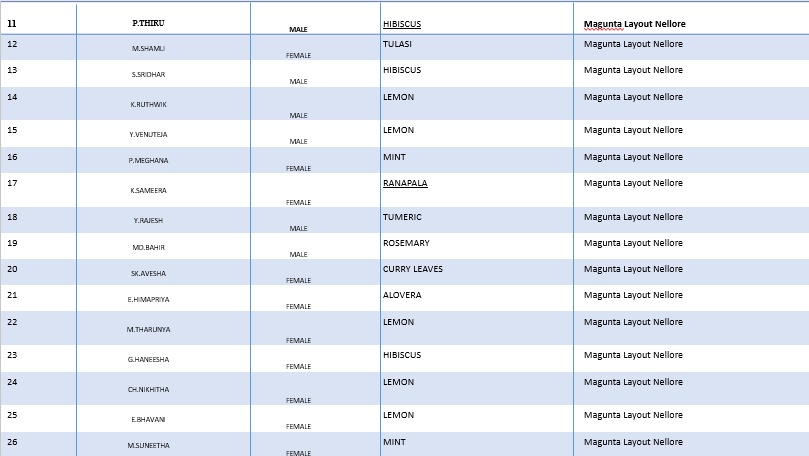 11 P.THIRU MALE HIBISCUS Magunta Layout Nellore
12 M.SHAMLI FEMALE TULASI Magunta Layout Nellore
13 S.SRIDHAR MALE HIBISCUS Magunta Layout Nellore
14 K.RUTHWIK MALE LEMON Magunta Layout Nellore
15 Y.VENUTEJA MALE LEMON Magunta Layout Nellore
16 P.MEGHANA FEMALE MINT Magunta Layout Nellore
17 K.SAMEERA FEMALE RANAPALA Magunta Layout Nellore
18 Y.RAJESH MALE TUMERIC Magunta Layout Nellore
19 MD.BAHIR MALE ROSEMARY Magunta Layout Nellore
20 SK.AVESHA FEMALE CURRY LEAVES Magunta Layout Nellore
21 E.HIMAPRIYA FEMALE ALOVERA Magunta Layout Nellore
22 M.THARUNYA FEMALE LEMON Magunta Layout Nellore
23 G.HANEESHA FEMALE HIBISCUS Magunta Layout Nellore
24 CH.NIKHITHA FEMALE LEMON Magunta Layout Nellore
25 E.BHAVANI FEMALE LEMON Magunta Layout Nellore
26 M.SUNEETHA FEMALE MINT Magunta Layout Nellore